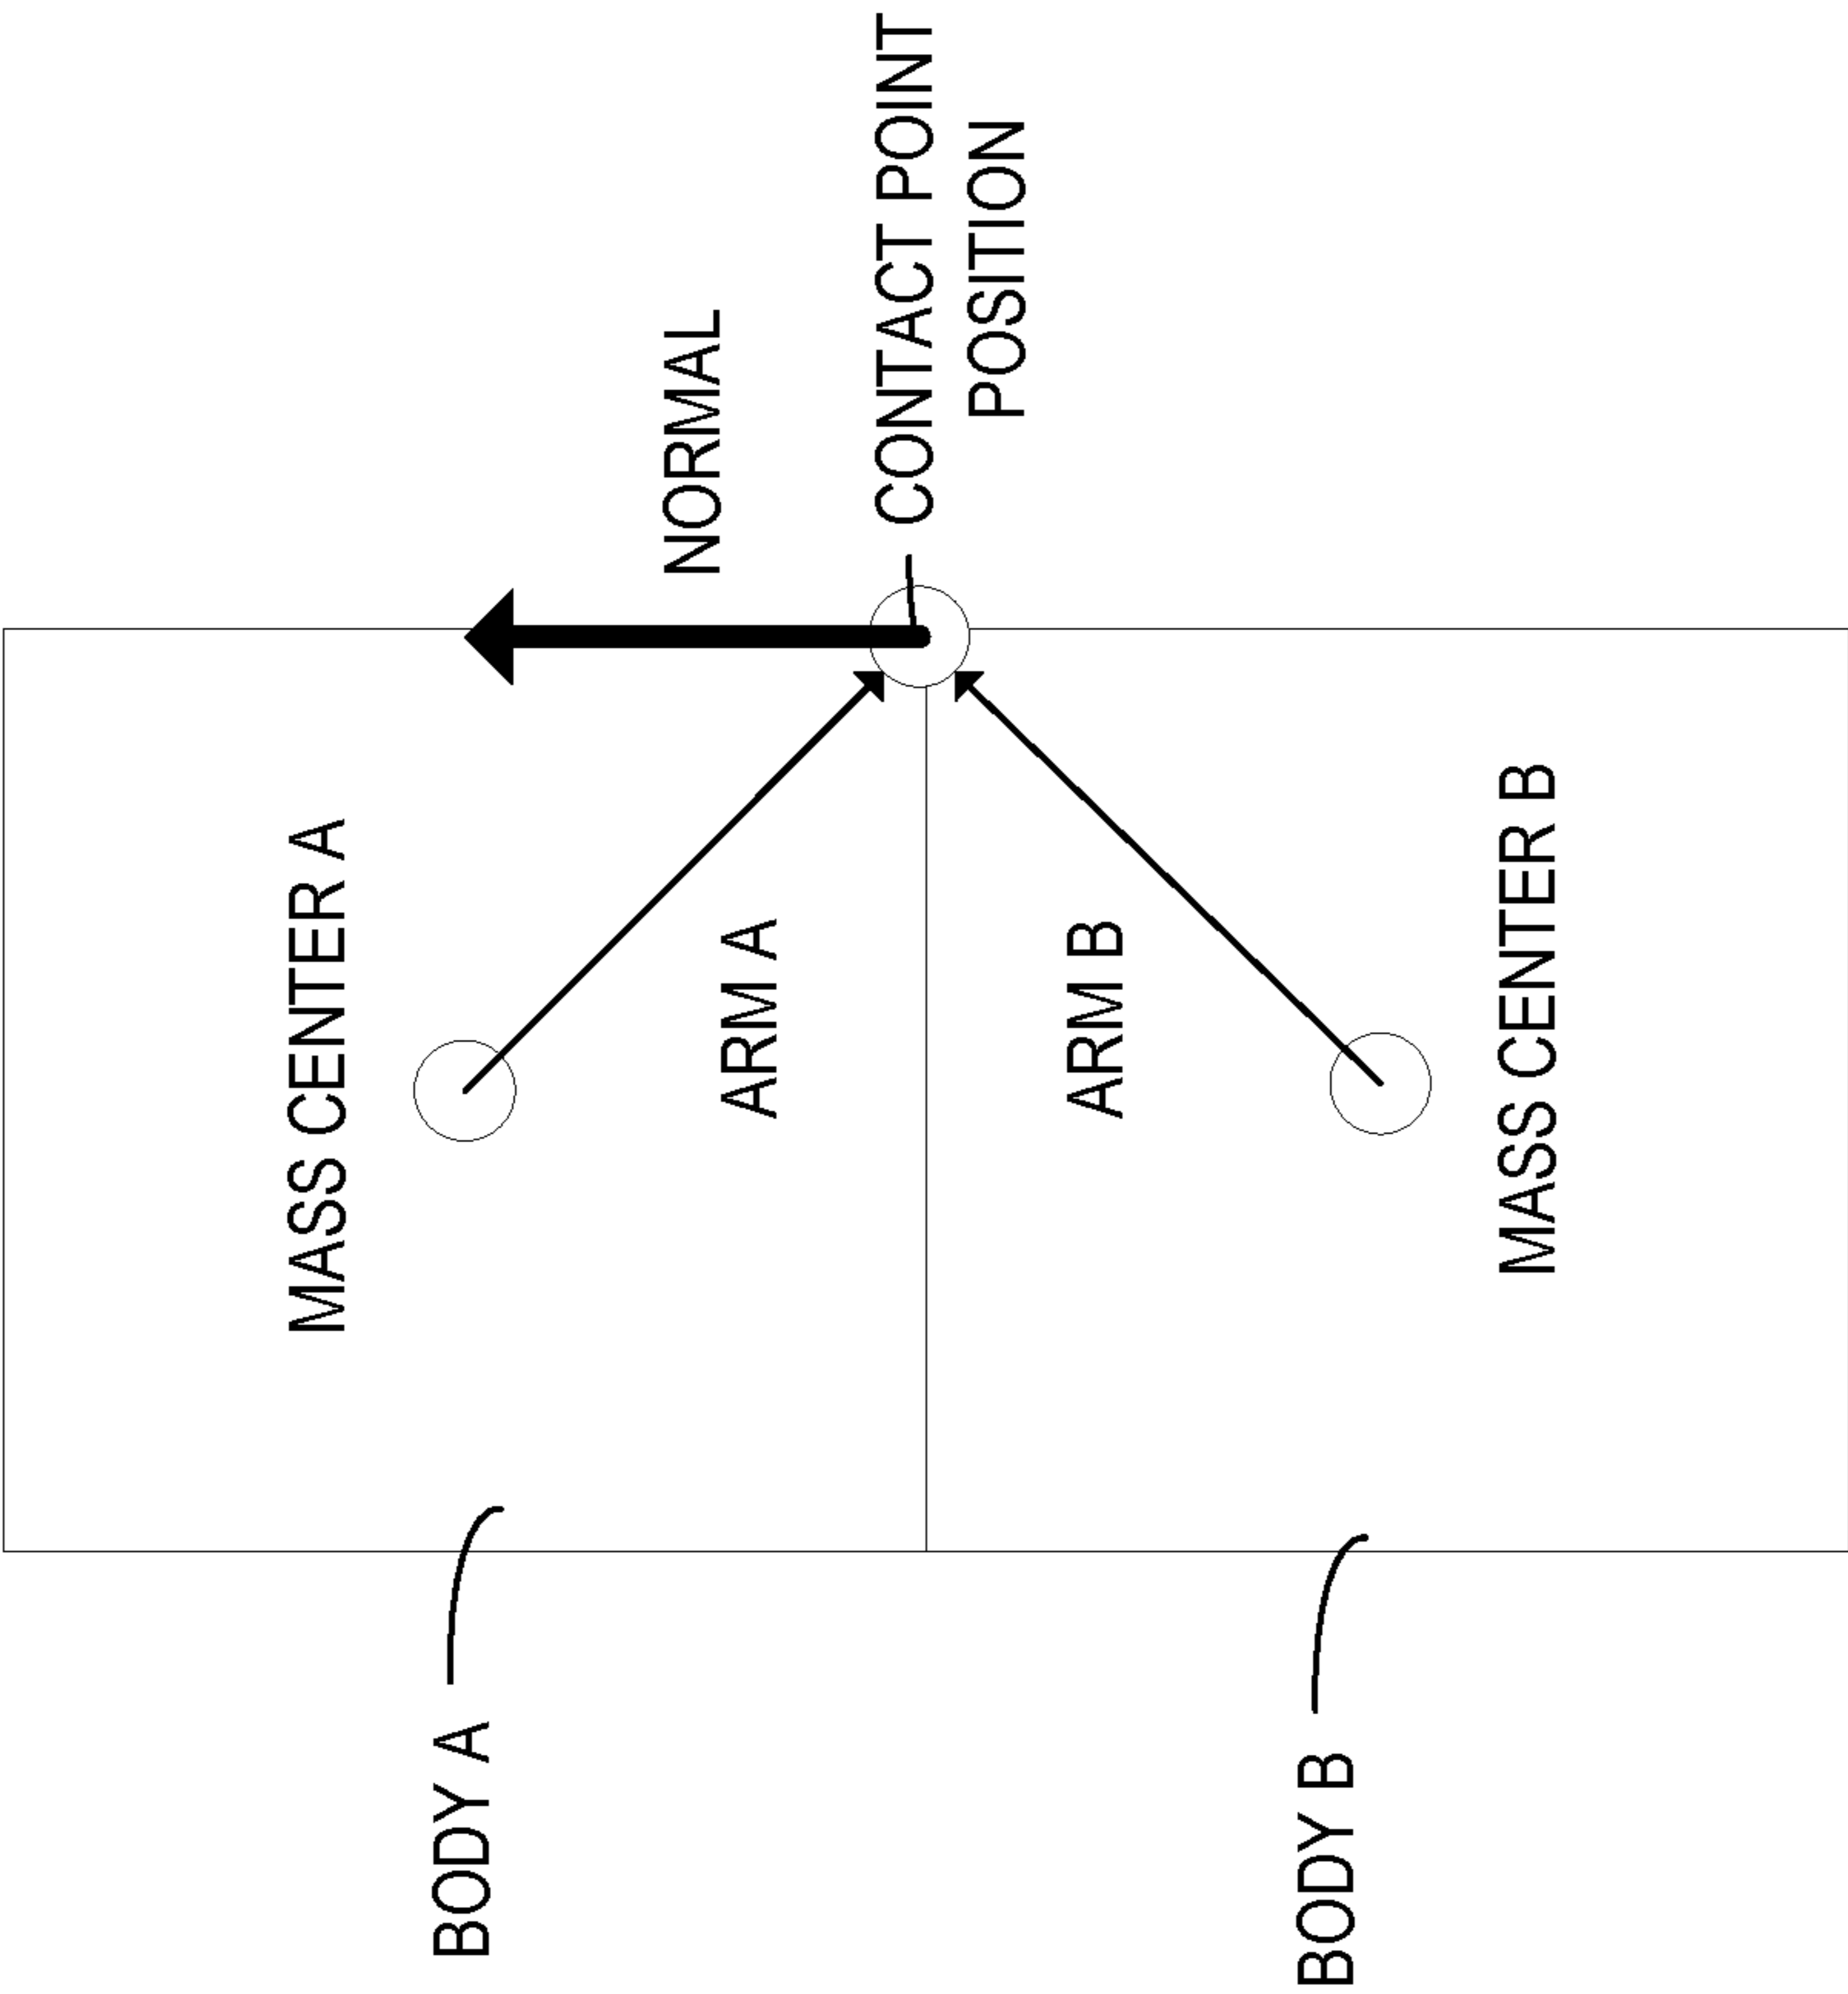 BODY A
MASS CENTER A
NORMAL
ARM A
CONTACT POINT
POSITION
ARM B
BODY B
MASS CENTER B